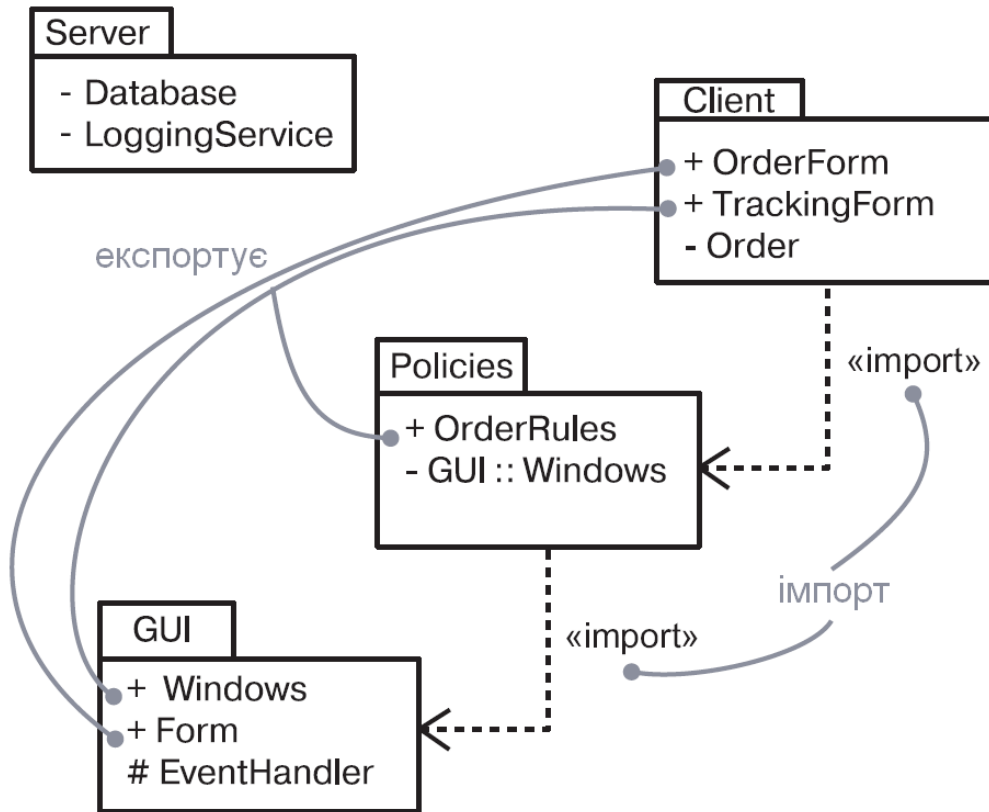 Server
- Database
- LoggingService
Client
+ OrderForm
+ TrackingForm
- Order
експортує
Policies
+ OrderRules
- GUI :: Windows
«import»
імпорт
«import»
GUI
+ Windows
+ Form
# EventHandler